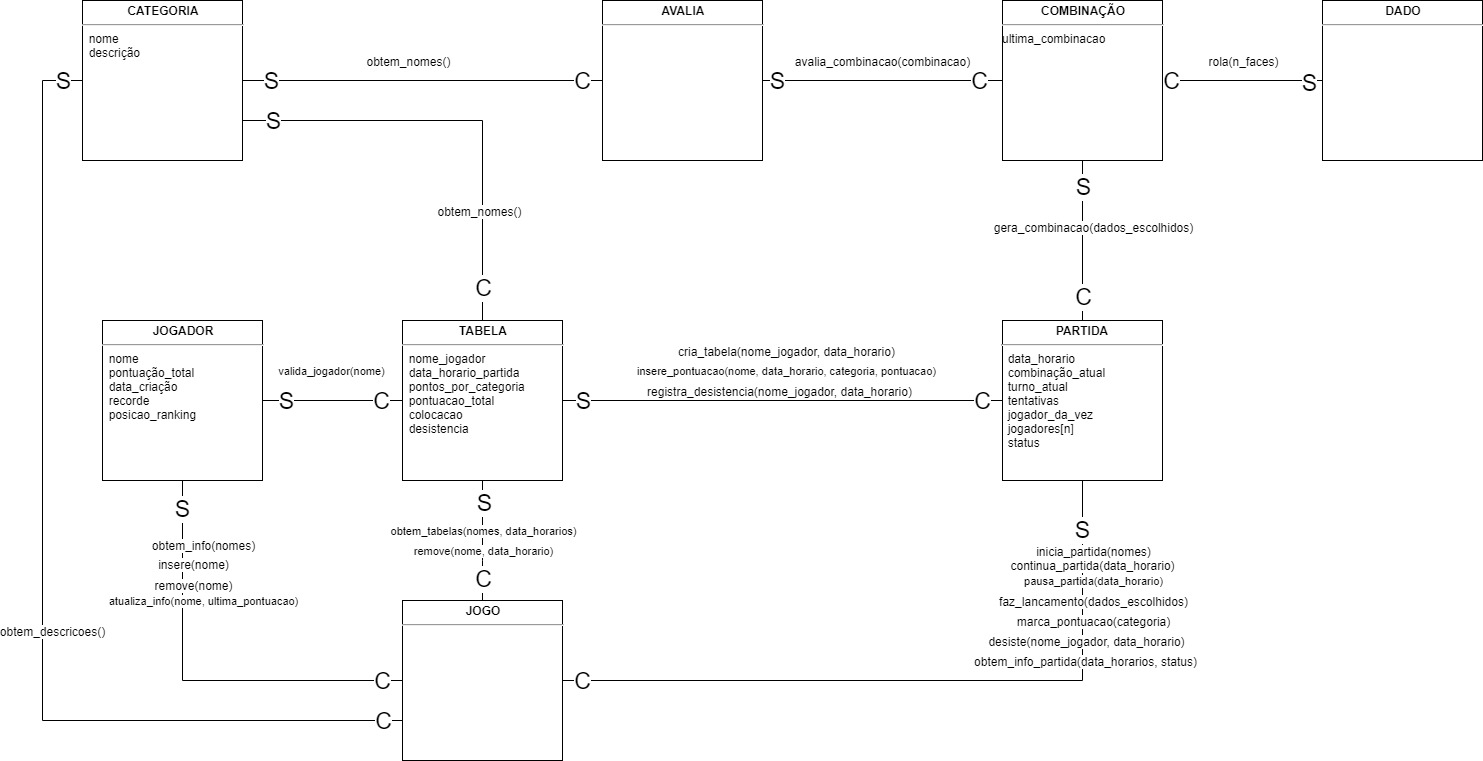 CATEGORIA
nome
descrição
S
S
obtem_nomes()
C
AVALIA
S
avalia_combinacao(combinacao)
C
COMBINAÇÃO
ultima_combinacao
C
rola(n_faces)
S
DADO
S
obtem_nomes()
C
S
gera_combinacao(dados_escolhidos)
C
JOGADOR
nome
pontuação_total
data_criação
recorde
posicao_ranking
valida_jogador(nome)
S
C
TABELA
nome_jogador
data_horario_partida
pontos_por_categoria
pontuacao_total
colocacao
desistencia
cria_tabela(nome_jogador, data_horario)
insere_pontuacao(nome, data_horario, categoria, pontuacao)
registra_desistencia(nome_jogador, data_horario)
S
C
PARTIDA
data_horario
combinação_atual
turno_atual
tentativas
jogador_da_vez
jogadores[n]
status
S
obtem_info(nomes)
insere(nome)
remove(nome)
atualiza_info(nome, ultima_pontuacao)
C
S
obtem_tabelas(nomes, data_horarios)
remove(nome, data_horario)
C
JOGO
S
inicia_partida(nomes)
continua_partida(data_horario)
pausa_partida(data_horario)
faz_lancamento(dados_escolhidos)
marca_pontuacao(categoria)
desiste(nome_jogador, data_horario)
obtem_info_partida(data_horarios, status)
C
obtem_descricoes()
C